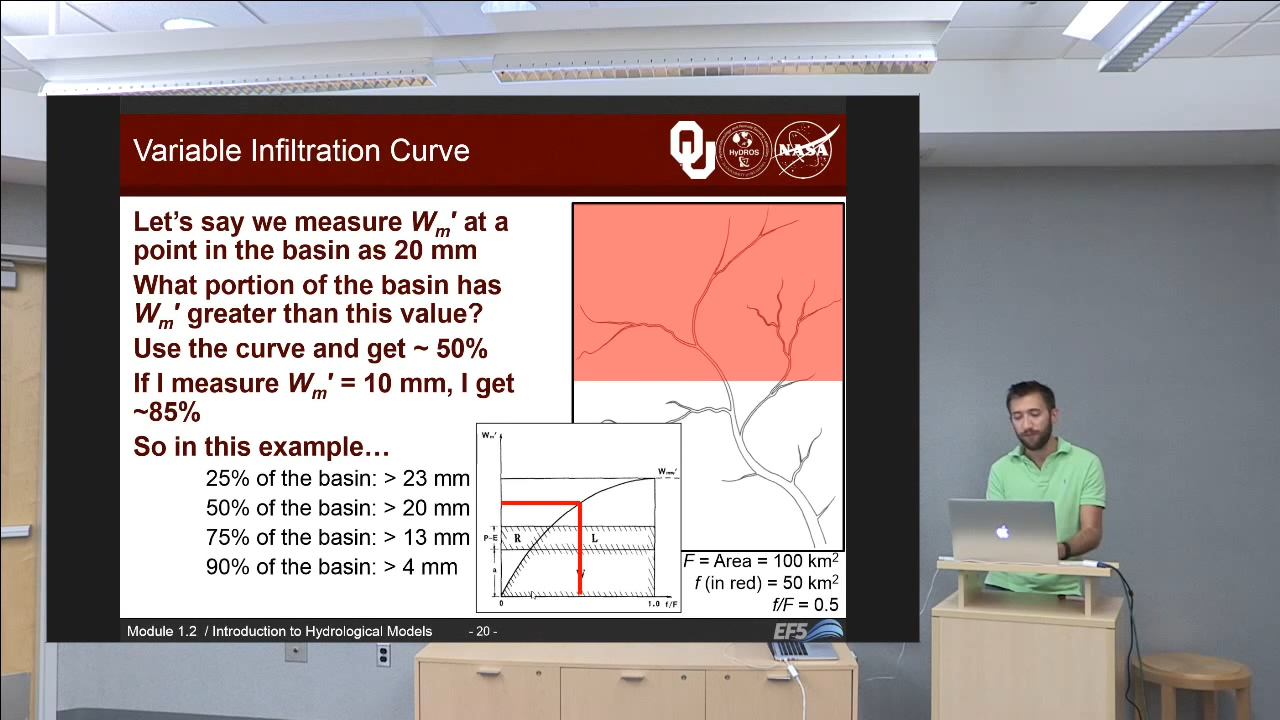 Variable Infiltration Curve
OU
HyDROS
NASA
Let's say we measure Wm′ at a
point in the basin as 20 mm
What portion of the basin has
Wm′ greater than this value?
Use the curve and get ~ 50%
If I measure Wm′ = 10 mm, I get
~85%
So in this example…
25% of the basin: > 23 mm
50% of the basin: > 20 mm
75% of the basin: > 13 mm
90% of the basin: > 4 mm
Wm′
Wmm′
P-E
R
L
a
W
0
1.0 f/F
F = Area = 100 km²
f (in red) = 50 km²
f/F = 0.5
Module 1.2 / Introduction to Hydrological Models
- 20 -
EF5